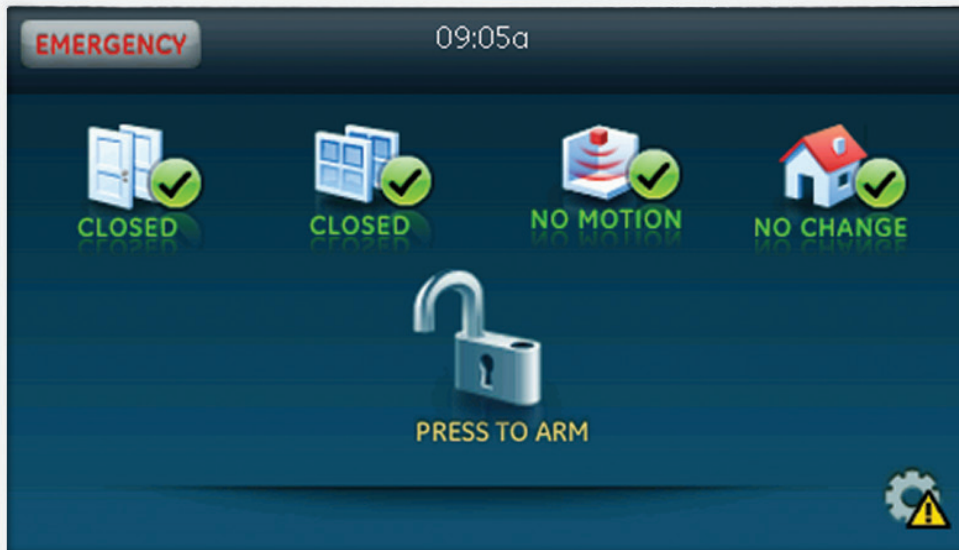 EMERGENCY
09:05a
CLOSED
CLOSED
NO MOTION
NO CHANGE
PRESS TO ARM